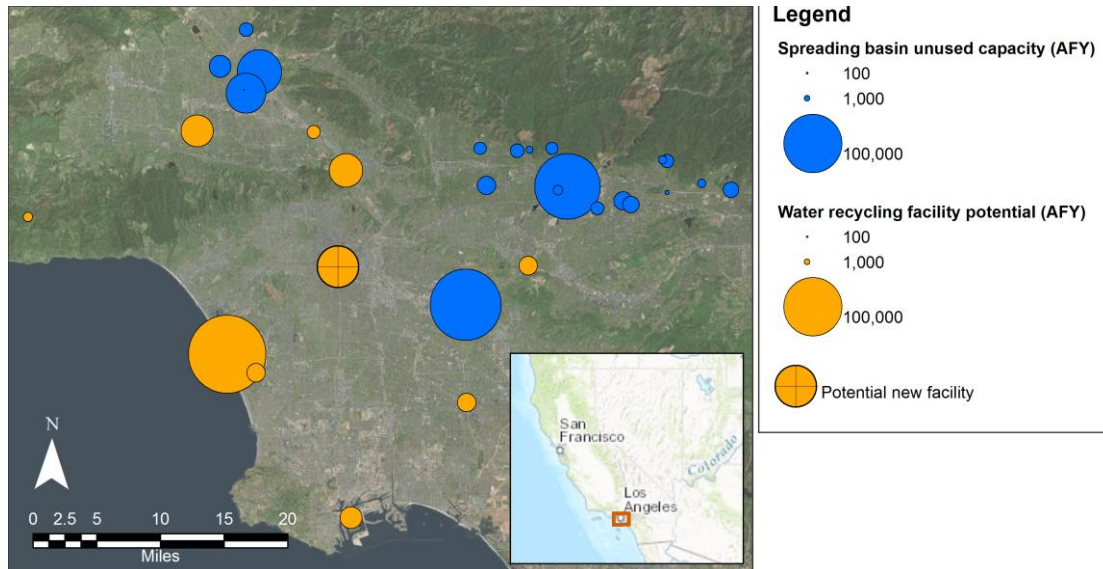 Legend
Spreading basin unused capacity (AFY)
100
1,000
100,000
Water recycling facility potential (AFY)
100
1,000
100,000
Potential new facility
San
Francisco
Los
Angeles
Colorado
N
0 2.5 5 10 15 20
Miles